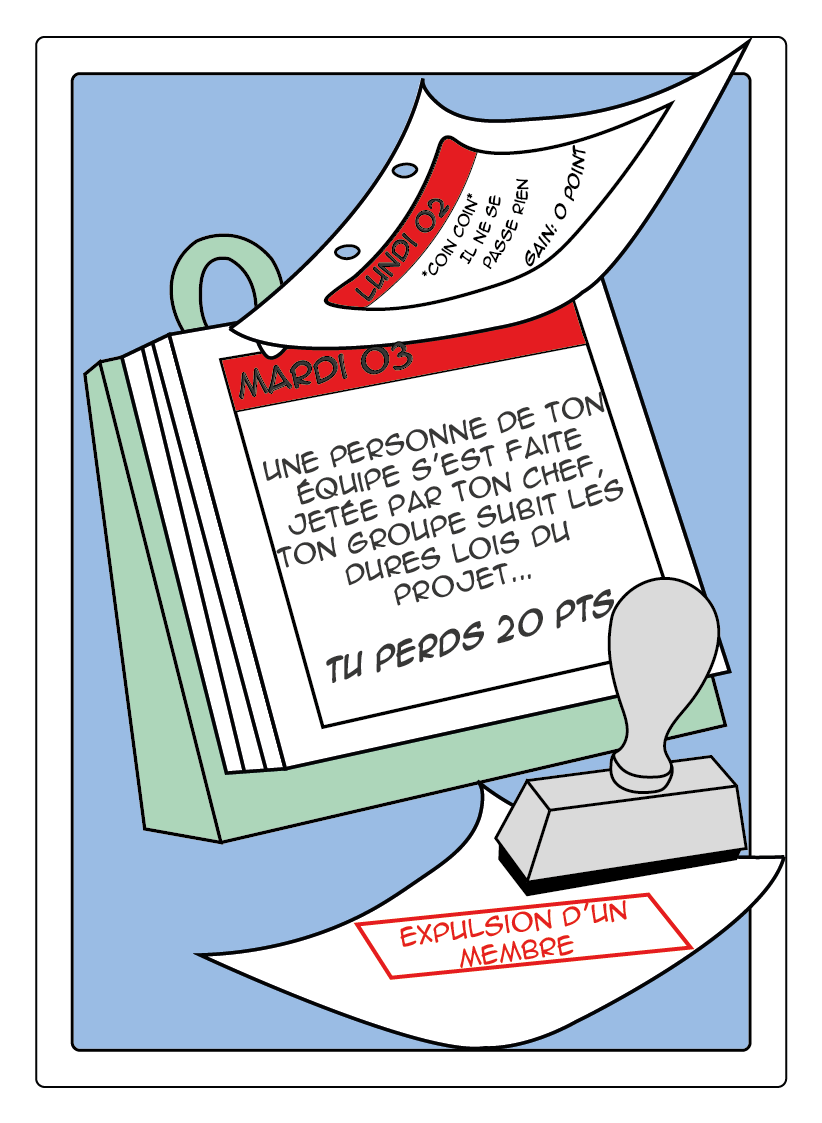 LUNDI 02
*COIN COIN*
IL NE SE
PASSE RIEN
GAIN: 0 POINT
MARDI 03
UNE PERSONNE DE TON
ÉQUIPE S'EST FAITE
JETÉE PAR TON CHEF,
TON GROUPE SUBIT LES
DURES LOIS DU
PROJET...
TU PERDS 20 PTS
EXPULSION D'UN
MEMBRE